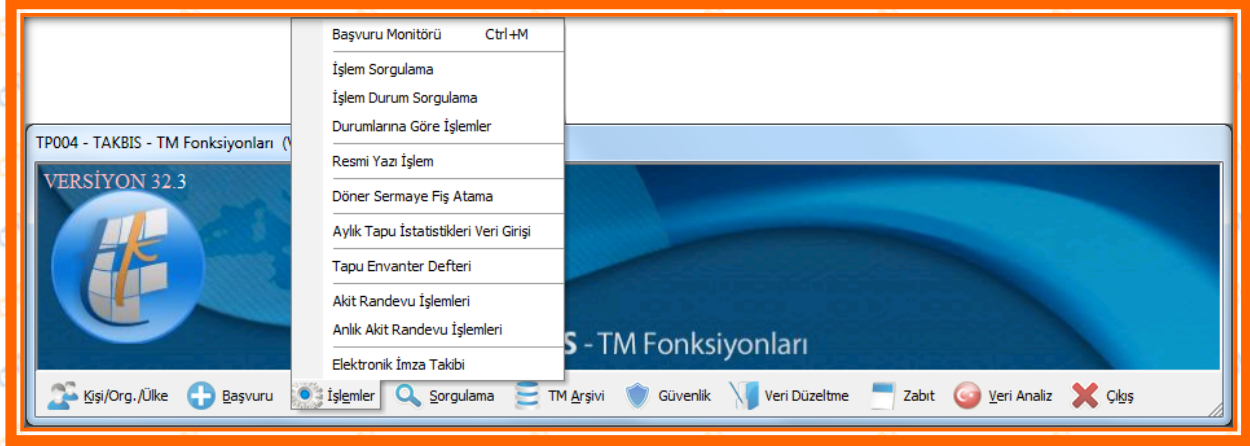 Başvuru Monitörü Ctrl+M
İşlem Sorgulama
İşlem Durum Sorgulama
Durumlarına Göre İşlemler
Resmi Yazı İşlem
Döner Sermaye Fiş Atama
Aylık Tapu İstatistikleri Veri Girişi
Tapu Envanter Defteri
Akit Randevu İşlemleri
Anlık Akit Randevu İşlemleri
Elektronik İmza Takibi
TP004 - TAKBIS - TM Fonksiyonları (
VERSİYON 32.3
S - TM Fonksiyonları
Kişi/Org./Ülke Başvuru İşlemler Sorgulama TM Arşivi Güvenlik Veri Düzeltme Zabıt Veri Analiz Çıkış